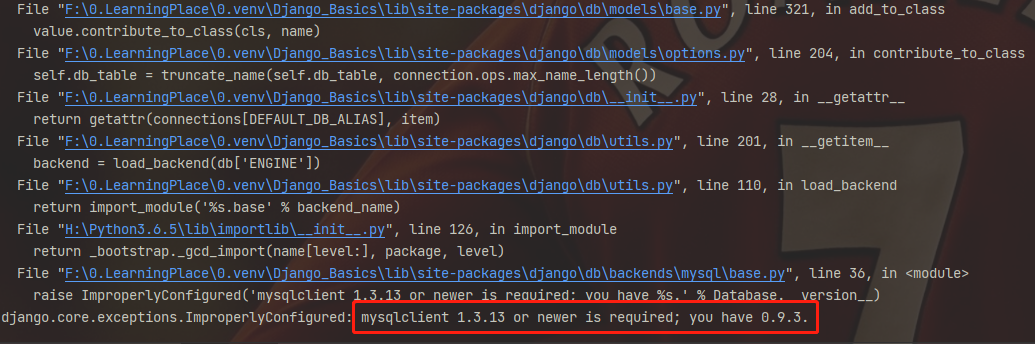 File "F:\0.LearningPlace\0.venv\Django_Basics\lib\site-packages\django\db\models\base.py", line 321, in add_to_class
value.contribute_to_class(cls, name)
File "F:\0.LearningPlace\0.venv\Django_Basics\lib\site-packages\django\db\models\options.py", line 204, in contribute_to_class
self.db_table = truncate_name(self.db_table, connection.ops.max_name_length())
File "F:\0.LearningPlace\0.venv\Django_Basics\lib\site-packages\django\db\__init__.py", line 28, in __getattr__
return getattr(connections[DEFAULT_DB_ALIAS], item)
File "F:\0.LearningPlace\0.venv\Django_Basics\lib\site-packages\django\db\utils.py", line 201, in __getitem__
backend = load_backend(db['ENGINE'])
File "F:\0.LearningPlace\0.venv\Django_Basics\lib\site-packages\django\db\utils.py", line 110, in load_backend
return import_module('%s.base' % backend_name)
File "H:\Python3.6.5\lib\importlib\__init__.py", line 126, in import_module
return _bootstrap._gcd_import(name[level:], package, level)
File "F:\0.LearningPlace\0.venv\Django_Basics\lib\site-packages\django\db\backends\mysql\base.py", line 36, in <module>
raise ImproperlyConfigured('mysqlclient 1.3.13 or newer is required; you have %s.' % Database.__version__)
django.core.exceptions.ImproperlyConfigured: mysqlclient 1.3.13 or newer is required; you have 0.9.3.
7